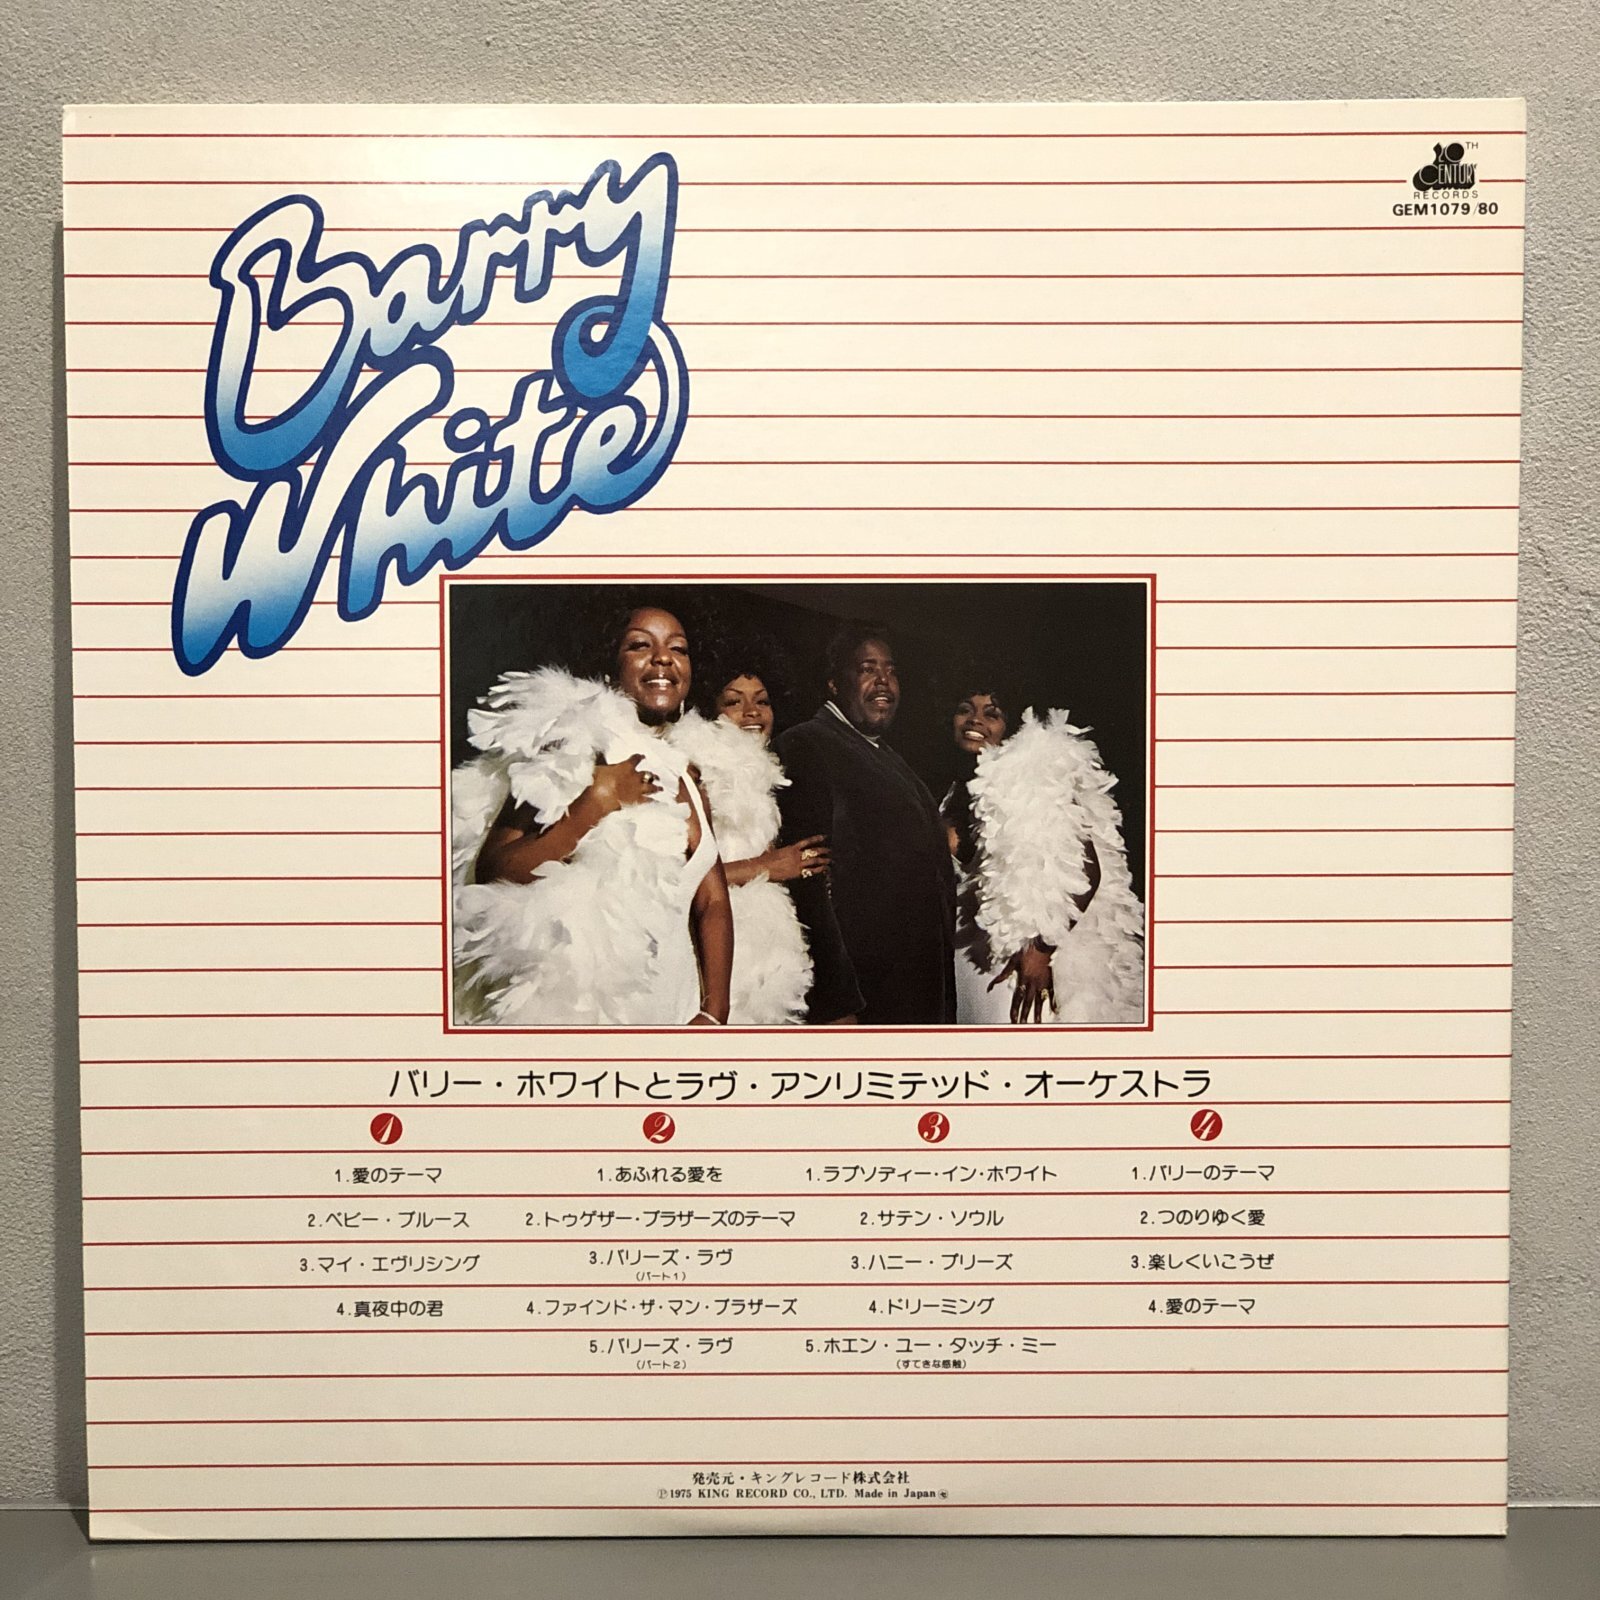 Barry
White
20TH
CENTURY
RECORDS
GEM1079/80
バリー・ホワイトとラヴ・アンリミテッド・オーケストラ
1
1.愛のテーマ
2.ベビー・ブルース
3.マイ・エヴリシング
4.真夜中の君
2
1.あふれる愛を
2.トゥゲザー・ブラザーズのテーマ
3.バリーズ・ラヴ
(パート1)
4.ファインド・ザ・マン・ブラザーズ
5.バリーズ・ラヴ
(パート2)
3
1.ラプソディー・イン・ホワイト
2.サテン・ソウル
3.ハニー・プリーズ
4.ドリーミング
5.ホエン・ユー・タッチ・ミー
(すてきな感触)
4
1.バリーのテーマ
2.つのりゆく愛
3.楽しくいこうぜ
4.愛のテーマ
発売元・キングレコード株式会社
Ⓟ1975 KING RECORD CO., LTD. Made in Japan